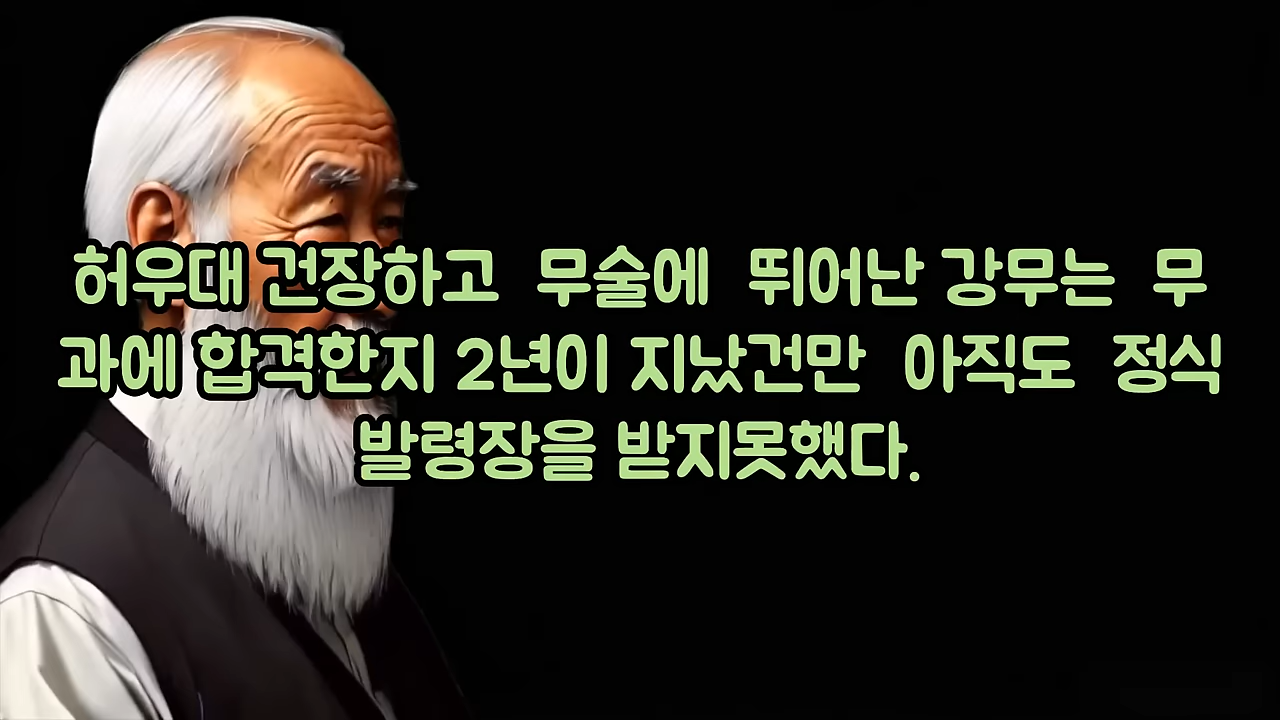 허우대 건장하고 무술에 뛰어난 강무는 무
과에 합격한지 2년이 지났건만 아직도 정식
발령장을 받지못했다.